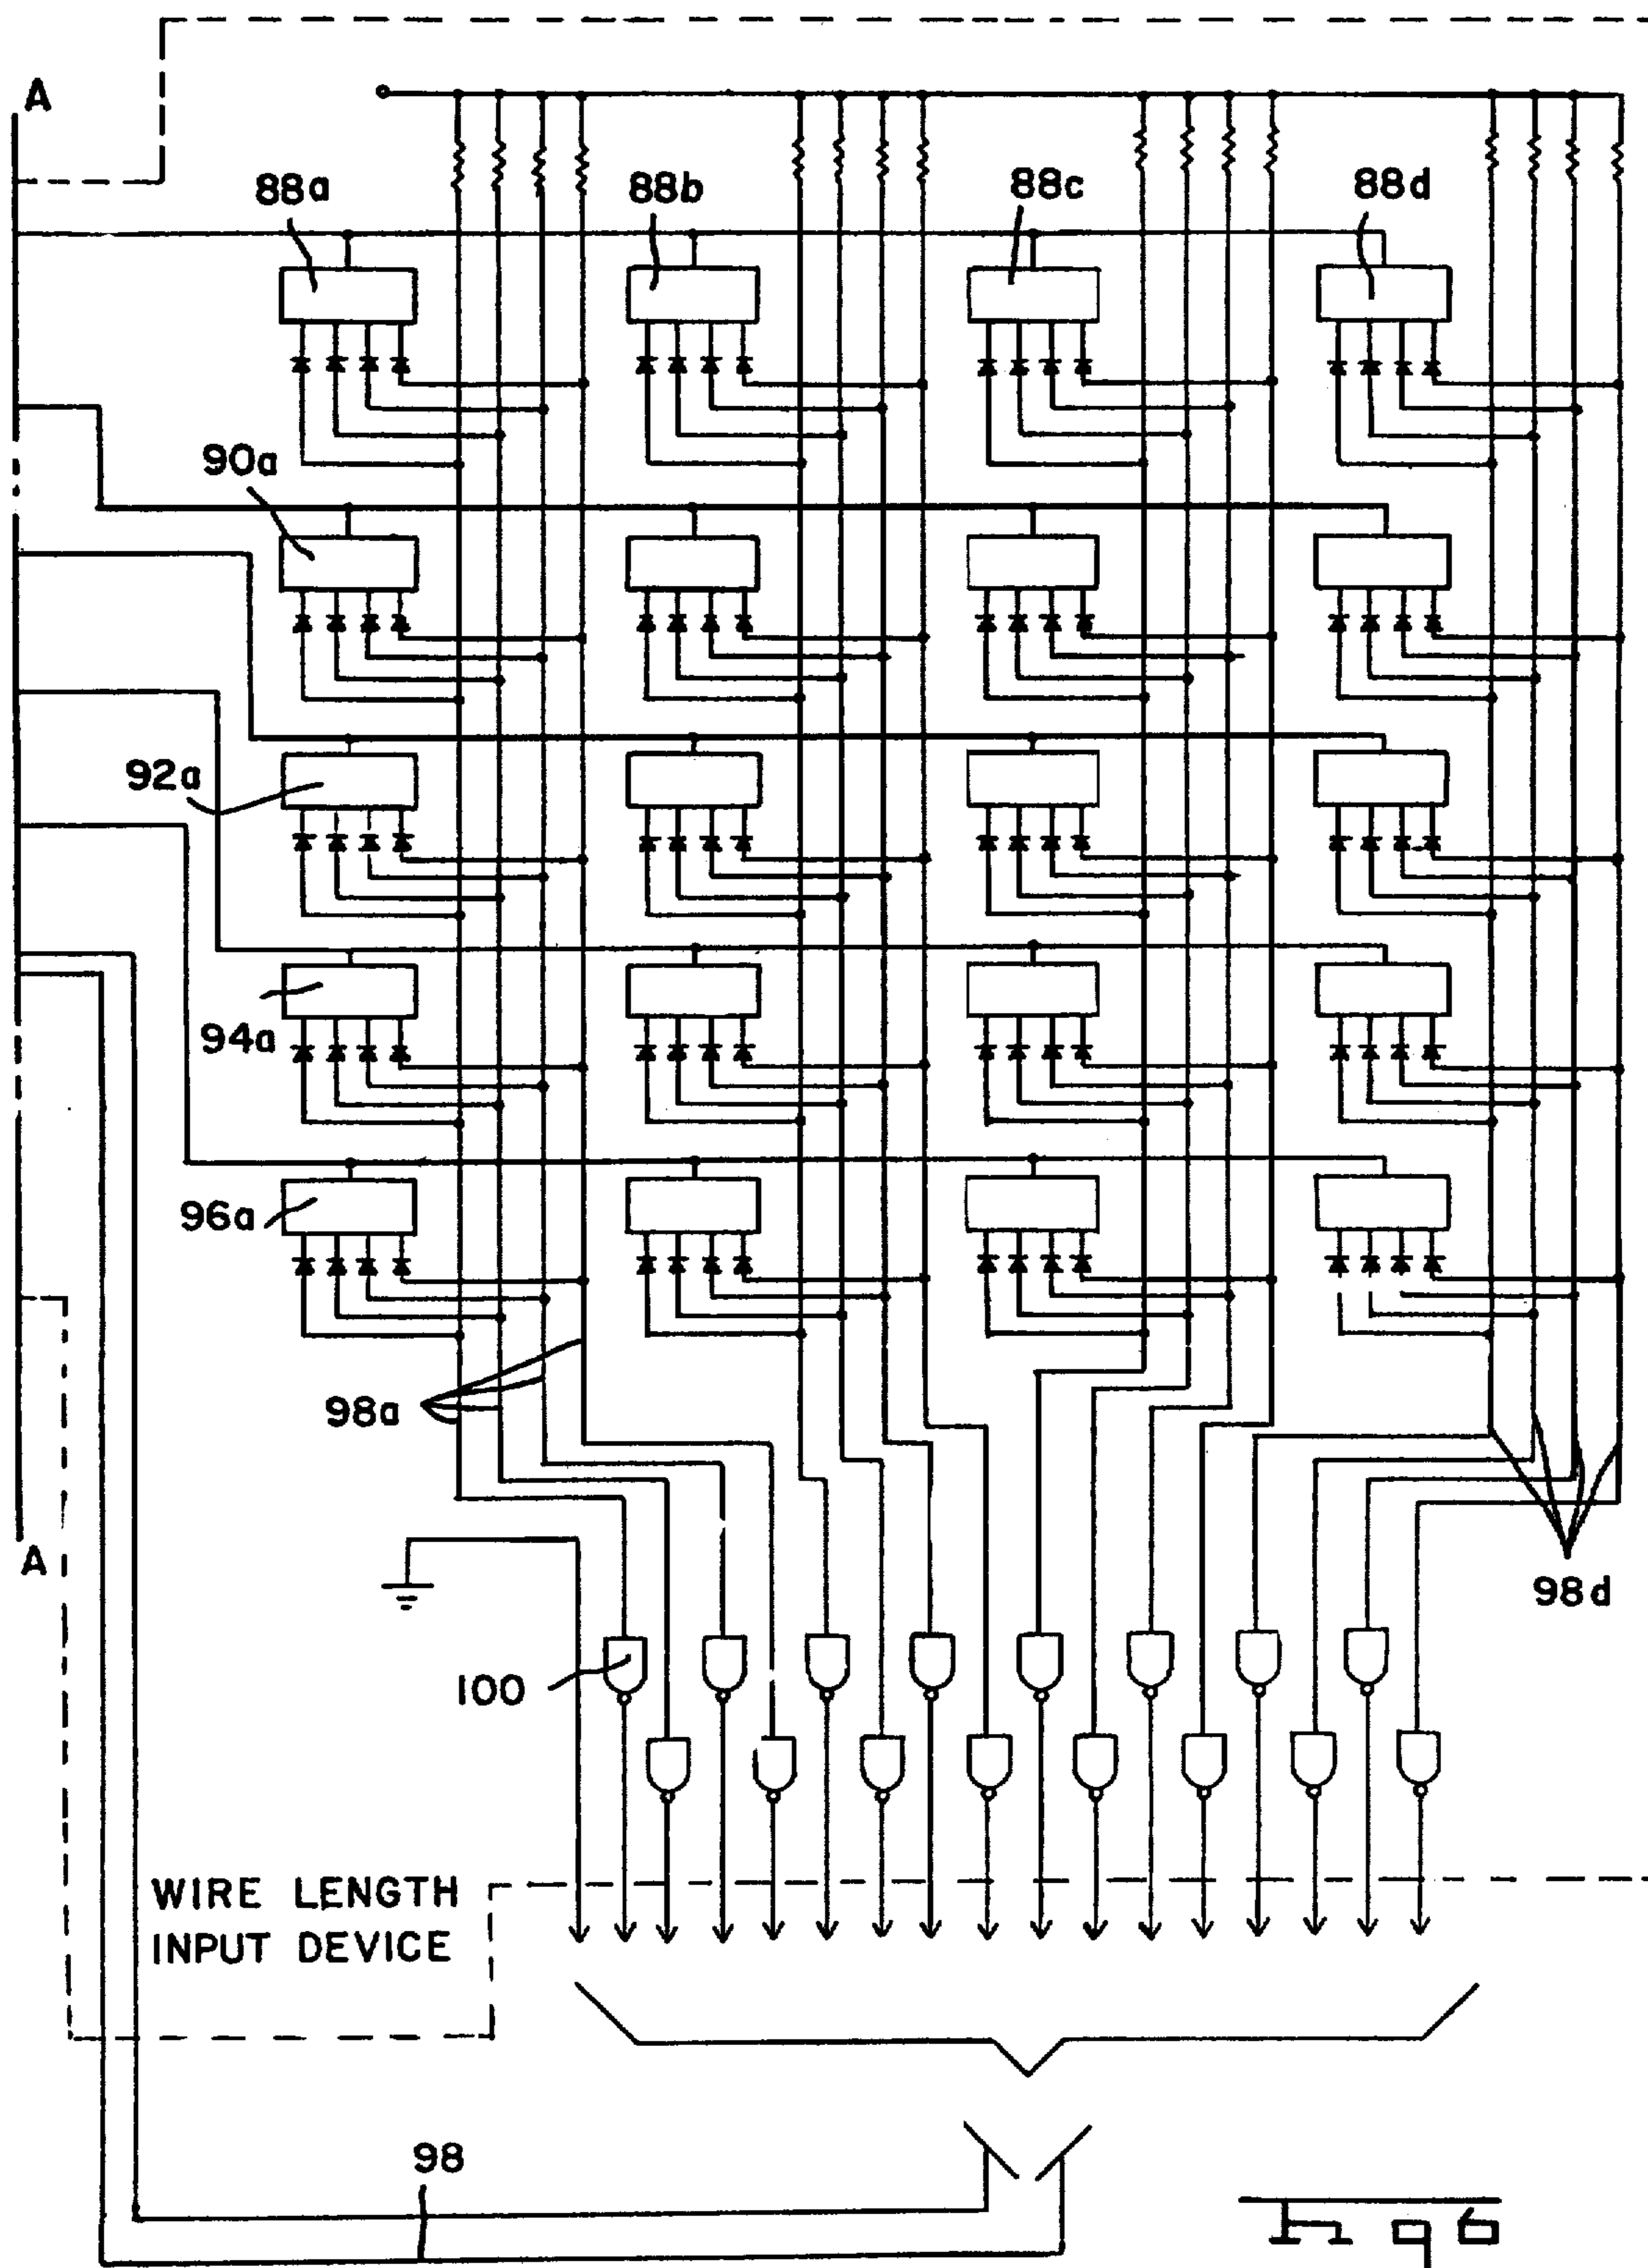 A
88a
88b
88c
88d
90a
92a
94a
96a
98a
A
98d
100
WIRE LENGTH
INPUT DEVICE
98